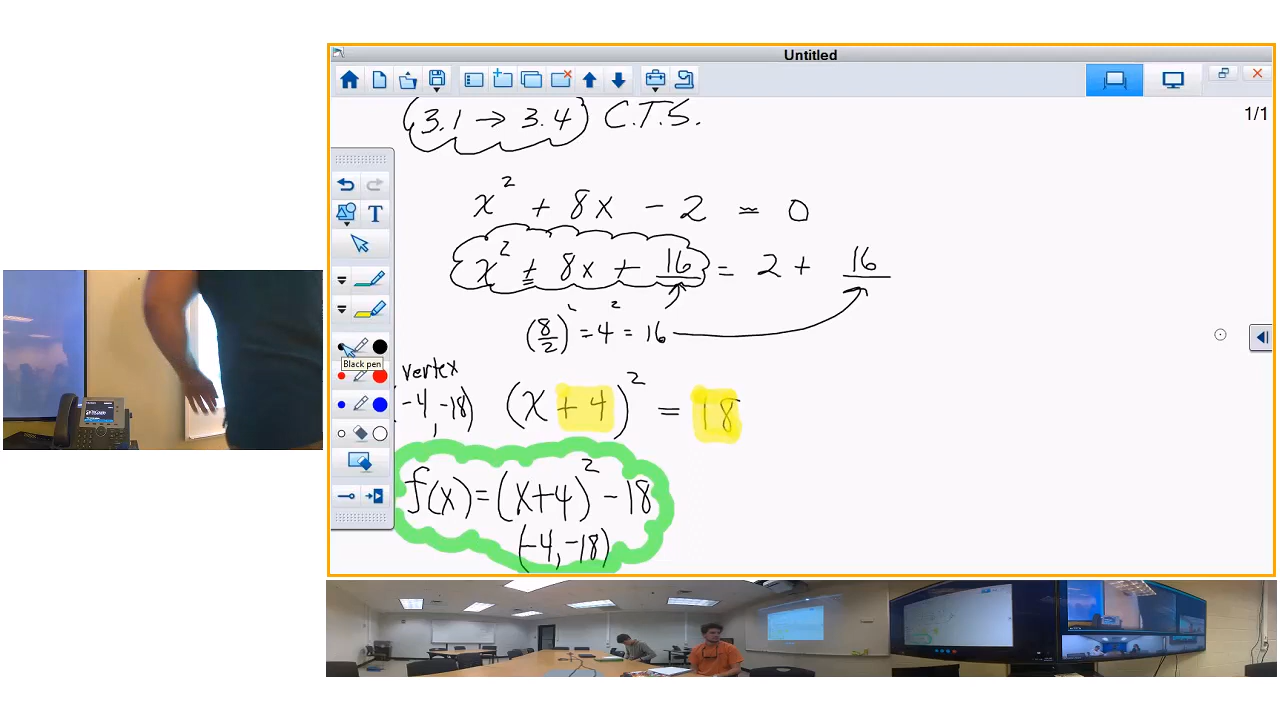 Untitled
1/1
(3.1 → 3.4) C.T.S.
x² + 8x - 2 = 0
x² + 8x + 16 = 2 + 16
(8/2)² = 4² = 16
Black pen
vertex
-4, -18)
(x + 4)² = 18
f(x) = (x+4)² - 18
(-4, -18)
T